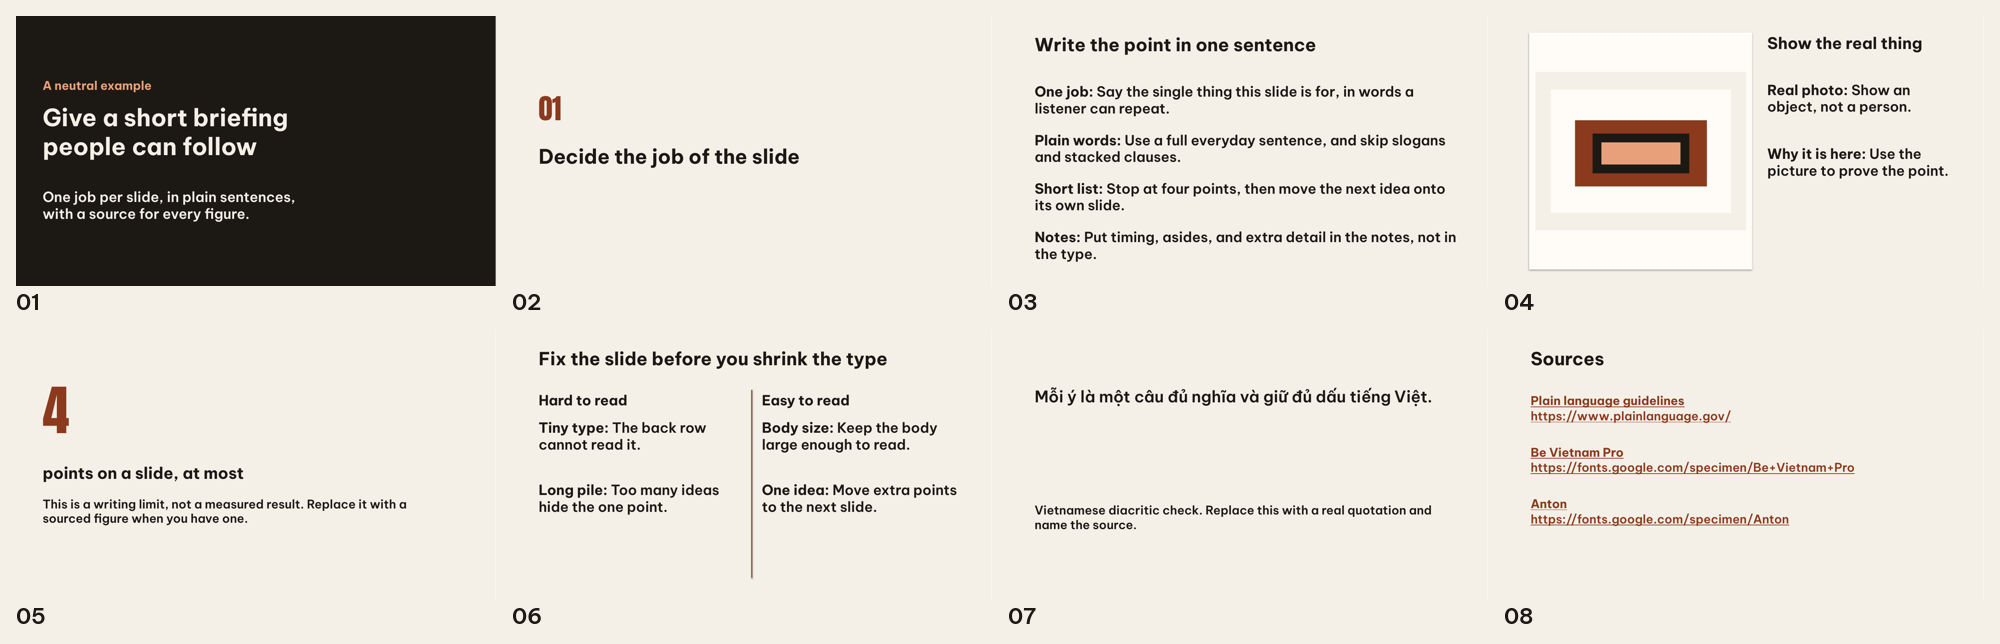 A neutral example
Give a short briefing
people can follow
One job per slide, in plain sentences,
with a source for every figure.
01
01
Decide the job of the slide
02
Write the point in one sentence
One job: Say the single thing this slide is for, in words a
listener can repeat.
Plain words: Use a full everyday sentence, and skip slogans
and stacked clauses.
Short list: Stop at four points, then move the next idea onto
its own slide.
Notes: Put timing, asides, and extra detail in the notes, not in
the type.
03
Show the real thing
Real photo: Show an
object, not a person.
Why it is here: Use the
picture to prove the point.
04
4
points on a slide, at most
This is a writing limit, not a measured result. Replace it with a
sourced figure when you have one.
05
Fix the slide before you shrink the type
Hard to read
Tiny type: The back row
cannot read it.
Long pile: Too many ideas
hide the one point.
Easy to read
Body size: Keep the body
large enough to read.
One idea: Move extra points
to the next slide.
06
Mỗi ý là một câu đủ nghĩa và giữ đủ dấu tiếng Việt.
Vietnamese diacritic check. Replace this with a real quotation and
name the source.
07
Sources
Plain language guidelines
https://www.plainlanguage.gov/
Be Vietnam Pro
https://fonts.google.com/specimen/Be+Vietnam+Pro
Anton
https://fonts.google.com/specimen/Anton
08